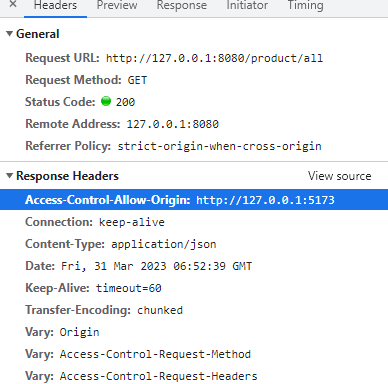 Headers Preview Response Initiator Timing
General
Request URL: http://127.0.0.1:8080/product/all
Request Method: GET
Status Code: 200
Remote Address: 127.0.0.1:8080
Referrer Policy: strict-origin-when-cross-origin
Response Headers View source
Access-Control-Allow-Origin: http://127.0.0.1:5173
Connection: keep-alive
Content-Type: application/json
Date: Fri, 31 Mar 2023 06:52:39 GMT
Keep-Alive: timeout=60
Transfer-Encoding: chunked
Vary: Origin
Vary: Access-Control-Request-Method
Vary: Access-Control-Request-Headers